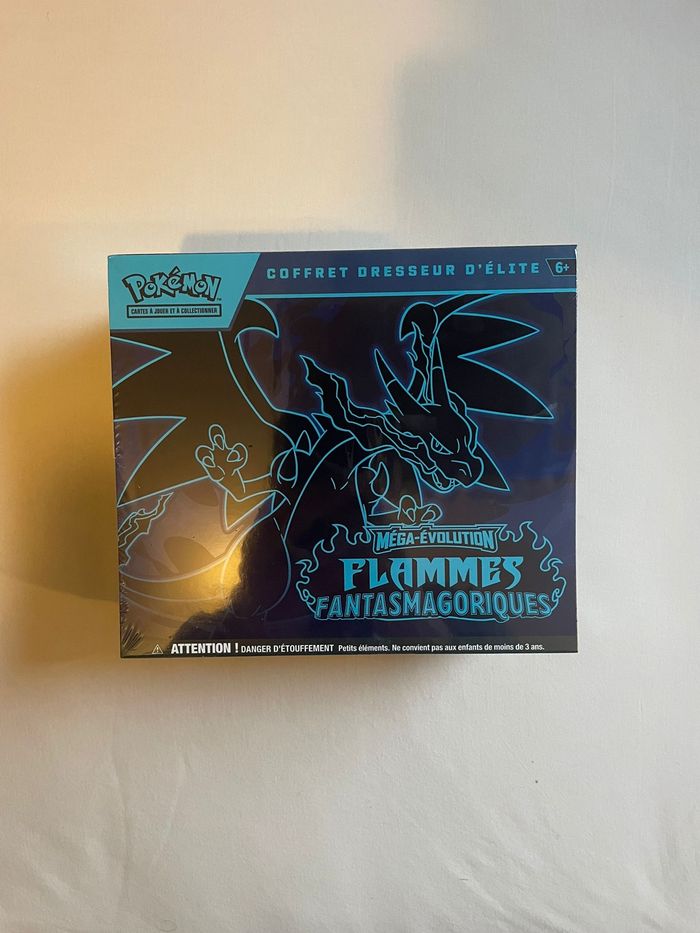 POKéMON
CARTES À JOUER ET À COLLECTIONNER
COFFRET DRESSEUR D'ÉLITE
6+
MÉGA-ÉVOLUTION
FLAMMES
FANTASMAGORIQUES
ATTENTION ! DANGER D'ÉTOUFFEMENT Petits éléments. Ne convient pas aux enfants de moins de 3 ans.